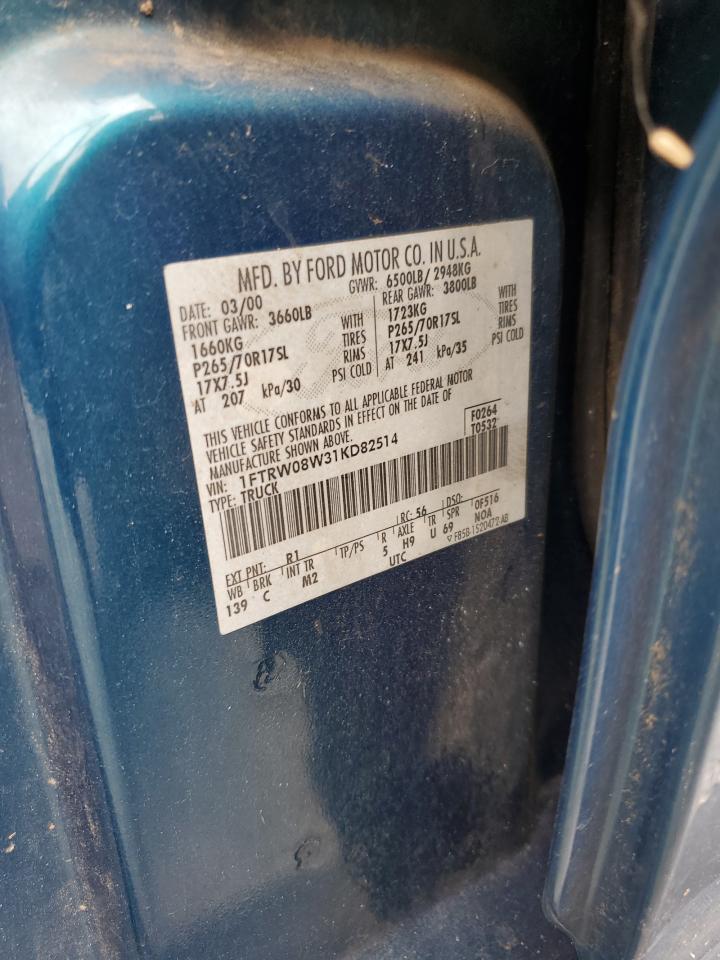 MFD. BY FORD MOTOR CO. IN U.S.A.
DATE: 03/00 GVWR: 6500LB/ 2948KG
FRONT GAWR: 3660LB REAR GAWR: 3800LB
1660KG WITH 1723KG WITH
P265/70R17SL TIRES P265/70R17SL TIRES
17X7.5J RIMS 17X7.5J RIMS
AT 207 kPa/30 PSI COLD AT 241 kPa/35 PSI COLD
THIS VEHICLE CONFORMS TO ALL APPLICABLE FEDERAL MOTOR
VEHICLE SAFETY STANDARDS IN EFFECT ON THE DATE OF
MANUFACTURE SHOWN ABOVE.
F0264
T0532
VIN: 1FTRW08W31KD82514
TYPE: TRUCK
EXT PNT: R1 RC: 56 DSO: 0F516
WB BRK INT TR TP/PS R AXLE TR SPR NOA
139 C M2 5 H9 U 69
UTC F85B-1520472-AB